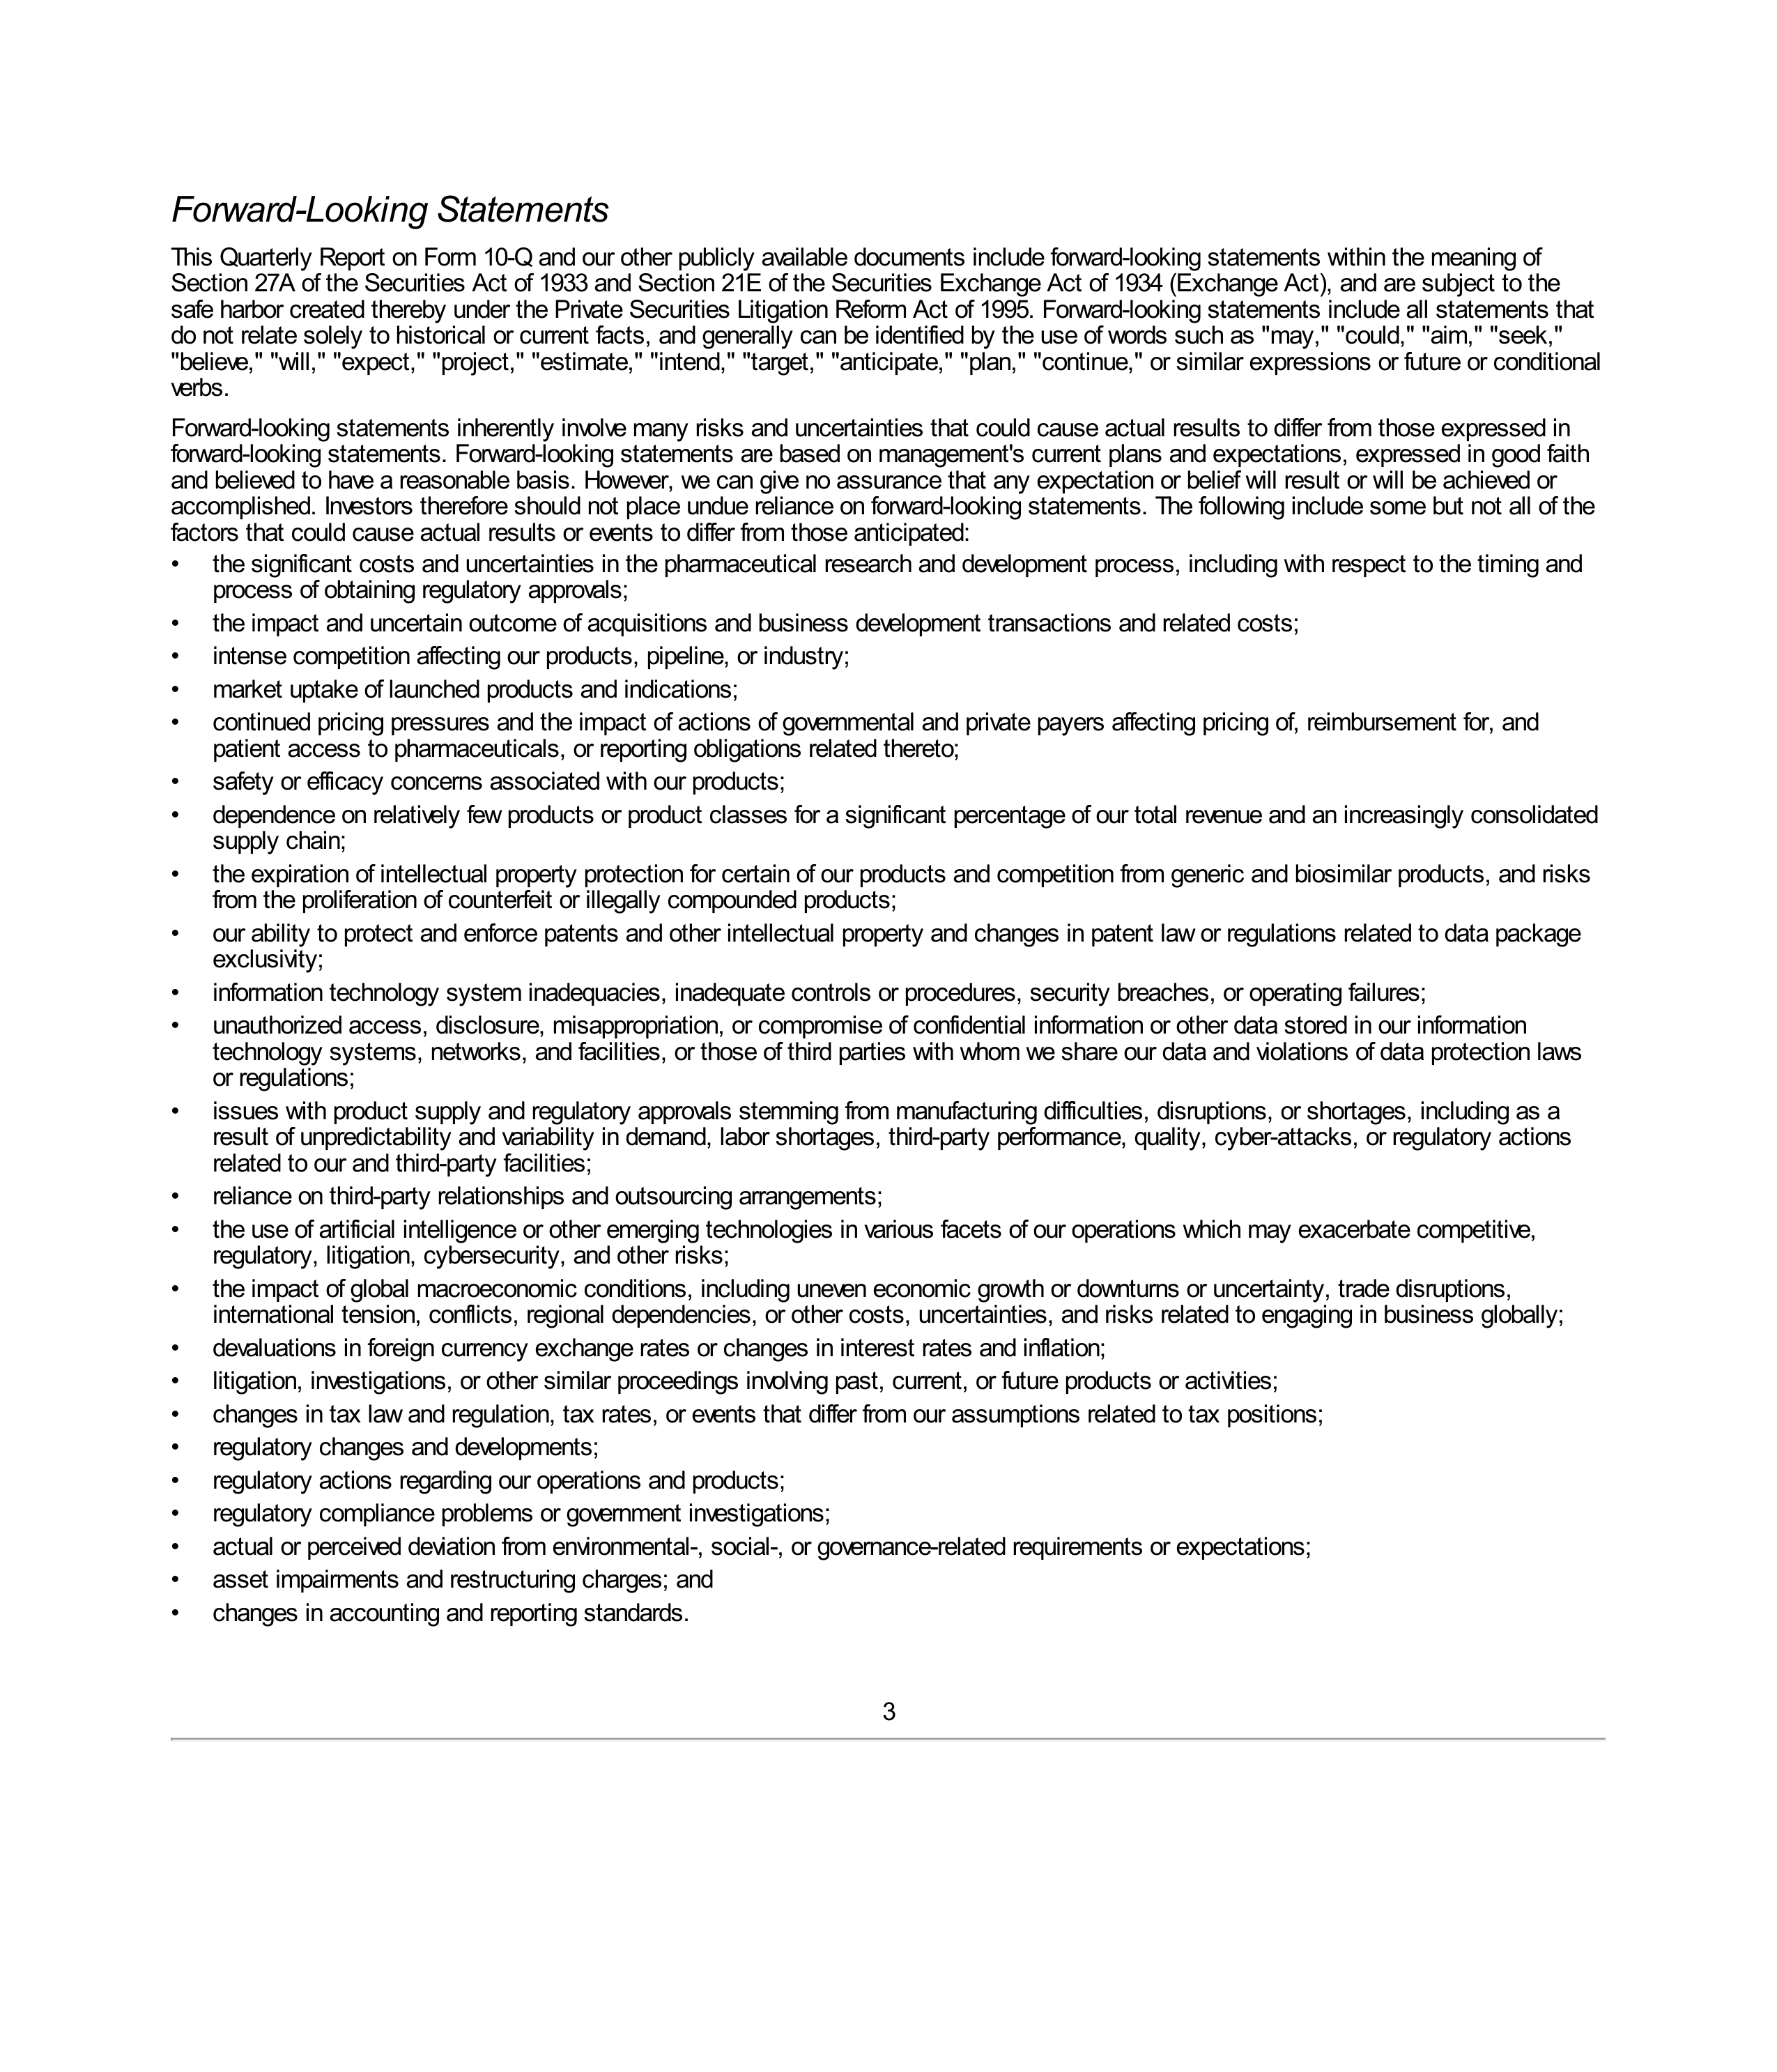 Forward-Looking Statements
This Quarterly Report on Form 10-Q and our other publicly available documents include forward-looking statements within the meaning of
Section 27A of the Securities Act of 1933 and Section 21E of the Securities Exchange Act of 1934 (Exchange Act), and are subject to the
safe harbor created thereby under the Private Securities Litigation Reform Act of 1995. Forward-looking statements include all statements that
do not relate solely to historical or current facts, and generally can be identified by the use of words such as "may," "could," "aim," "seek,"
"believe," "will," "expect," "project," "estimate," "intend," "target," "anticipate," "plan," "continue," or similar expressions or future or conditional
verbs.
Forward-looking statements inherently involve many risks and uncertainties that could cause actual results to differ from those expressed in
forward-looking statements. Forward-looking statements are based on management's current plans and expectations, expressed in good faith
and believed to have a reasonable basis. However, we can give no assurance that any expectation or belief will result or will be achieved or
accomplished. Investors therefore should not place undue reliance on forward-looking statements. The following include some but not all of the
factors that could cause actual results or events to differ from those anticipated:
• the significant costs and uncertainties in the pharmaceutical research and development process, including with respect to the timing and
process of obtaining regulatory approvals;
• the impact and uncertain outcome of acquisitions and business development transactions and related costs;
• intense competition affecting our products, pipeline, or industry;
• market uptake of launched products and indications;
• continued pricing pressures and the impact of actions of governmental and private payers affecting pricing of, reimbursement for, and
patient access to pharmaceuticals, or reporting obligations related thereto;
• safety or efficacy concerns associated with our products;
• dependence on relatively few products or product classes for a significant percentage of our total revenue and an increasingly consolidated
supply chain;
• the expiration of intellectual property protection for certain of our products and competition from generic and biosimilar products, and risks
from the proliferation of counterfeit or illegally compounded products;
• our ability to protect and enforce patents and other intellectual property and changes in patent law or regulations related to data package
exclusivity;
• information technology system inadequacies, inadequate controls or procedures, security breaches, or operating failures;
• unauthorized access, disclosure, misappropriation, or compromise of confidential information or other data stored in our information
technology systems, networks, and facilities, or those of third parties with whom we share our data and violations of data protection laws
or regulations;
• issues with product supply and regulatory approvals stemming from manufacturing difficulties, disruptions, or shortages, including as a
result of unpredictability and variability in demand, labor shortages, third-party performance, quality, cyber-attacks, or regulatory actions
related to our and third-party facilities;
• reliance on third-party relationships and outsourcing arrangements;
• the use of artificial intelligence or other emerging technologies in various facets of our operations which may exacerbate competitive,
regulatory, litigation, cybersecurity, and other risks;
• the impact of global macroeconomic conditions, including uneven economic growth or downturns or uncertainty, trade disruptions,
international tension, conflicts, regional dependencies, or other costs, uncertainties, and risks related to engaging in business globally;
• devaluations in foreign currency exchange rates or changes in interest rates and inflation;
• litigation, investigations, or other similar proceedings involving past, current, or future products or activities;
• changes in tax law and regulation, tax rates, or events that differ from our assumptions related to tax positions;
• regulatory changes and developments;
• regulatory actions regarding our operations and products;
• regulatory compliance problems or government investigations;
• actual or perceived deviation from environmental-, social-, or governance-related requirements or expectations;
• asset impairments and restructuring charges; and
• changes in accounting and reporting standards.
3